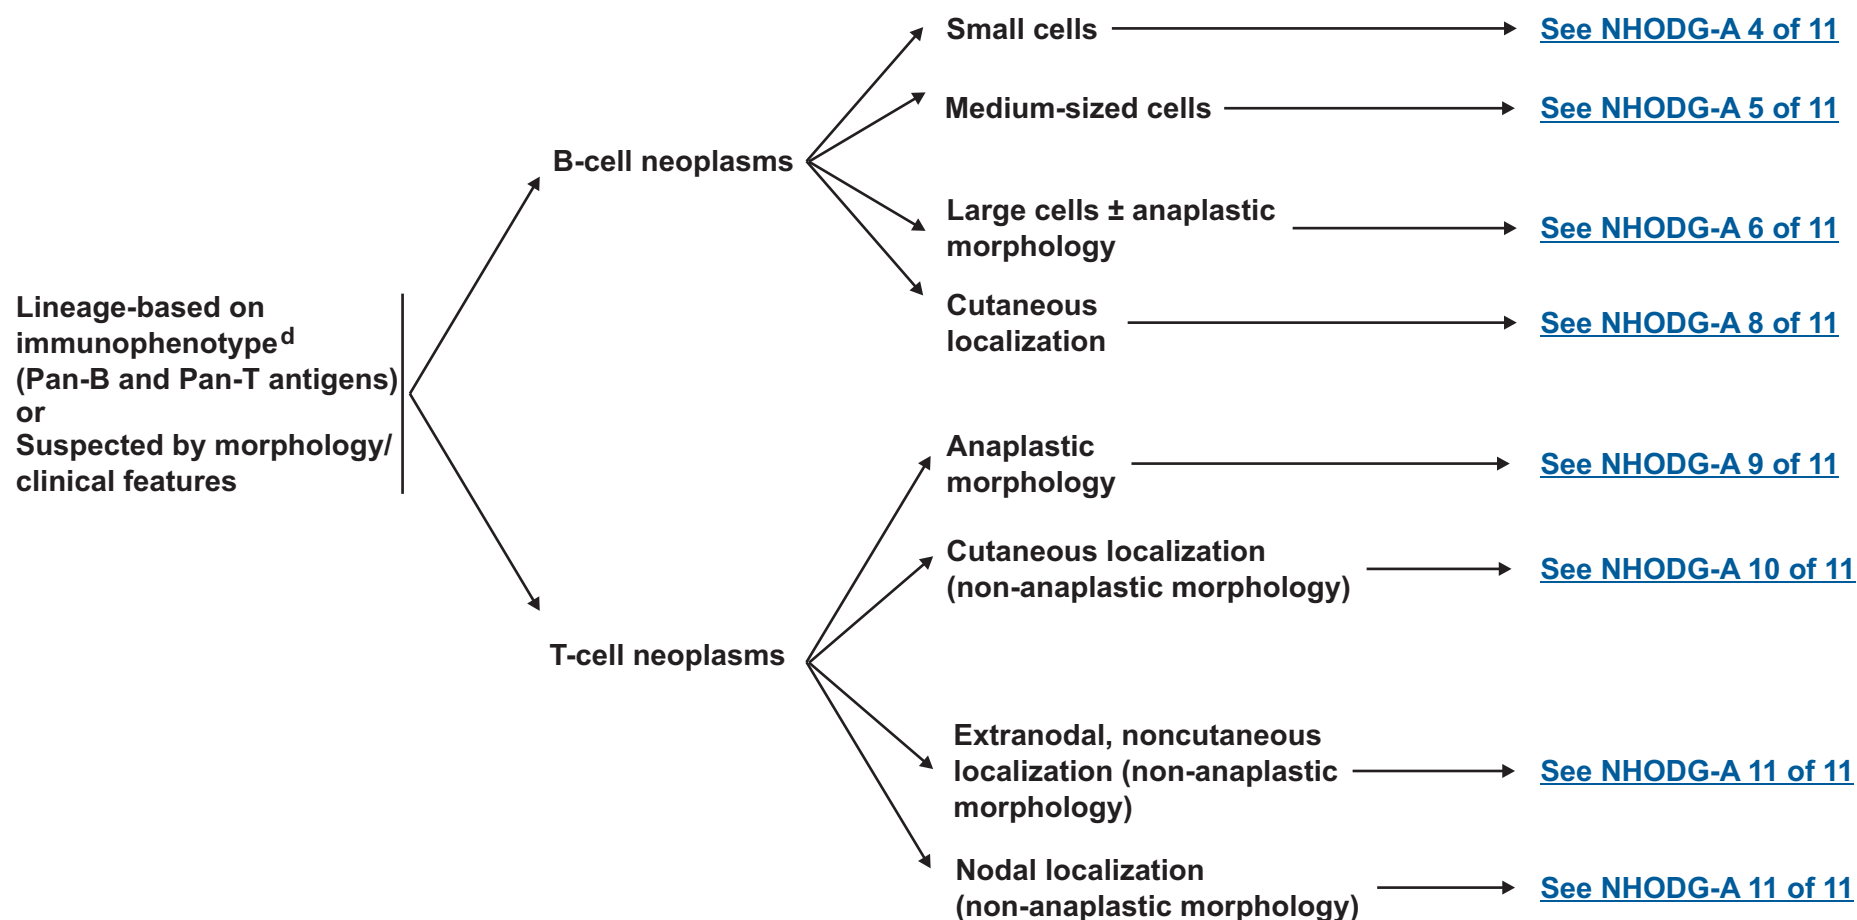 Lineage-based on
immunophenotype d
(Pan-B and Pan-T antigens)
or
Suspected by morphology/
clinical features
B-cell neoplasms
Small cells
See NHODG-A 4 of 11
Medium-sized cells
See NHODG-A 5 of 11
Large cells ± anaplastic
morphology
See NHODG-A 6 of 11
Cutaneous
localization
See NHODG-A 8 of 11
T-cell neoplasms
Anaplastic
morphology
See NHODG-A 9 of 11
Cutaneous localization
(non-anaplastic morphology)
See NHODG-A 10 of 11
Extranodal, noncutaneous
localization (non-anaplastic
morphology)
See NHODG-A 11 of 11
Nodal localization
(non-anaplastic morphology)
See NHODG-A 11 of 11